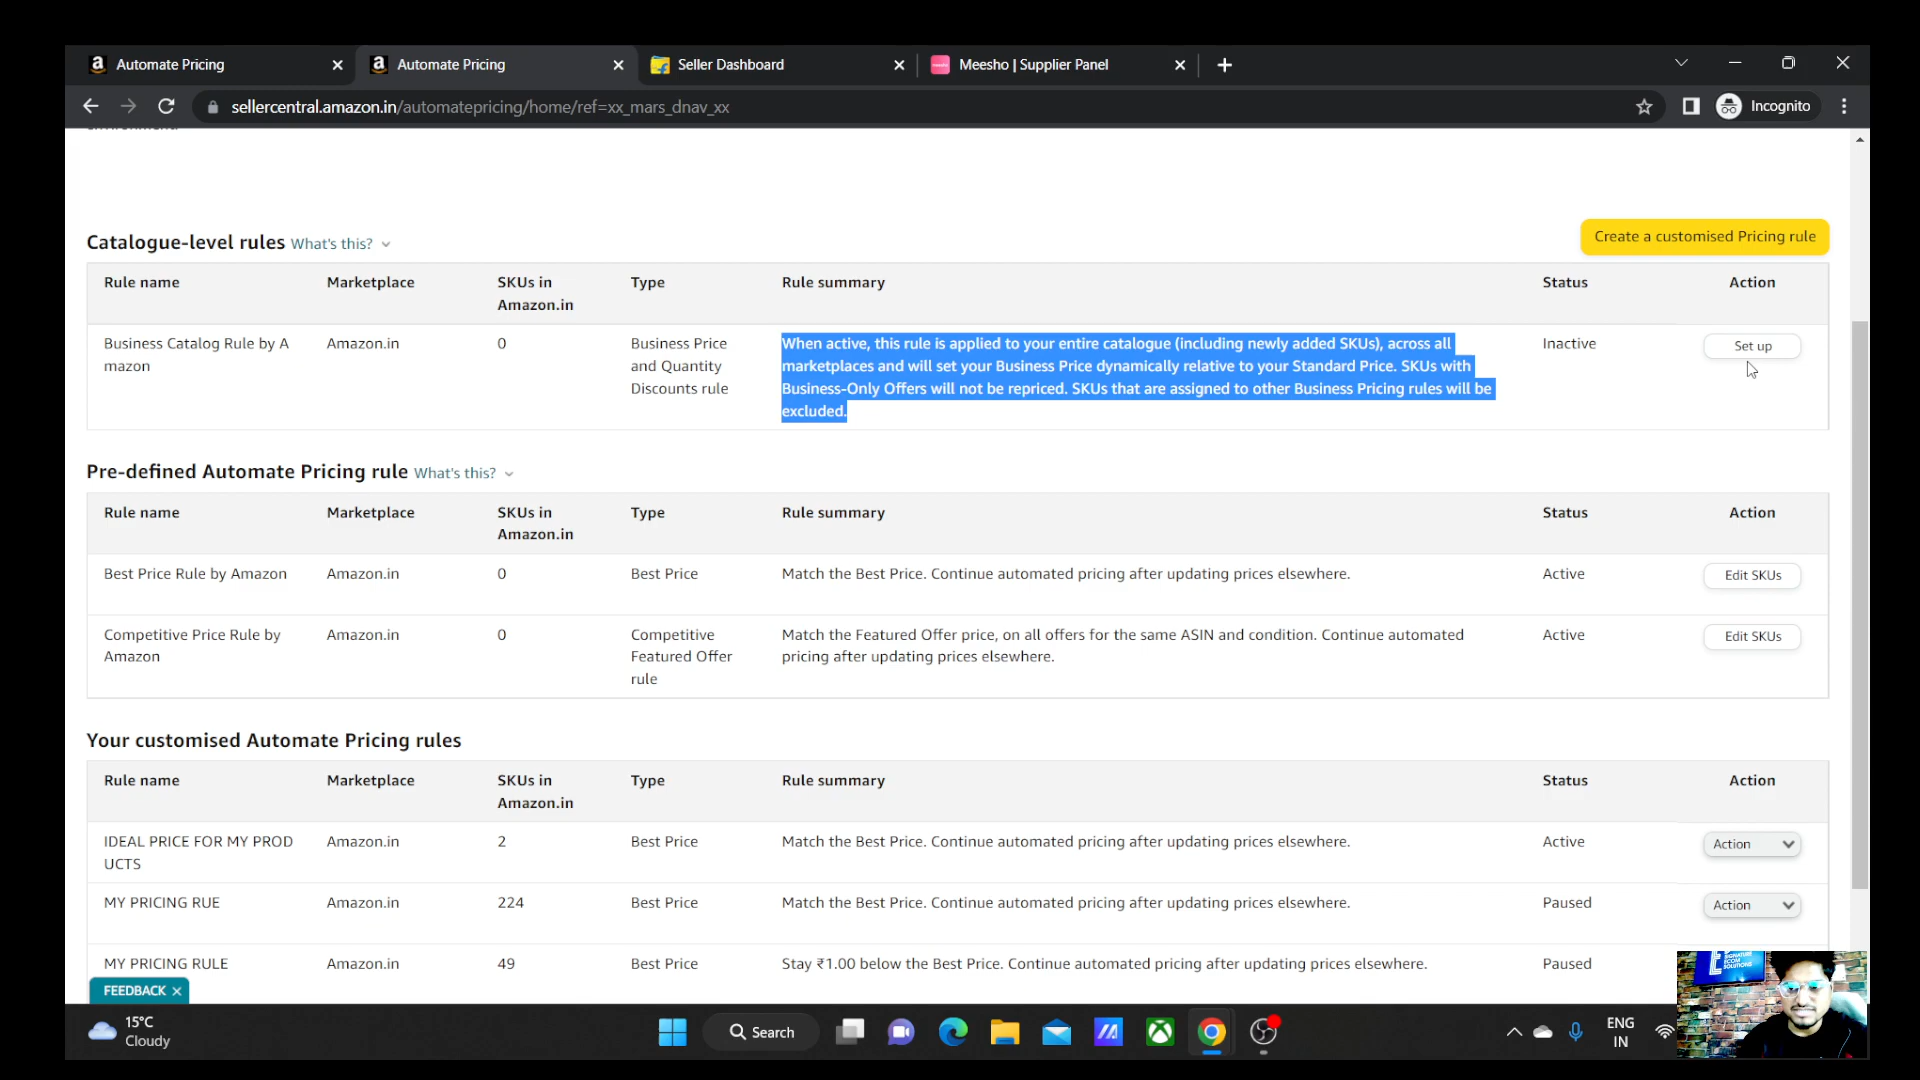 Automate Pricing
Automate Pricing
Seller Dashboard
Meesho | Supplier Panel
sellercentral.amazon.in/automatepricing/home/ref=xx_mars_dnav_xx
Incognito
Catalogue-level rules What's this?
Create a customised Pricing rule
Rule name Marketplace SKUs in Type Rule summary Status Action
Amazon.in
Business Catalog Rule by A Amazon.in 0 Business Price When active, this rule is applied to your entire catalogue (including newly added SKUs), across all Inactive Set up
mazon and Quantity marketplaces and will set your Business Price dynamically relative to your Standard Price. SKUs with
Discounts rule Business-Only Offers will not be repriced. SKUs that are assigned to other Business Pricing rules will be
excluded.
Pre-defined Automate Pricing rule What's this?
Rule name Marketplace SKUs in Type Rule summary Status Action
Amazon.in
Best Price Rule by Amazon Amazon.in 0 Best Price Match the Best Price. Continue automated pricing after updating prices elsewhere. Active Edit SKUs
Competitive Price Rule by Amazon.in 0 Competitive Match the Featured Offer price, on all offers for the same ASIN and condition. Continue automated Active Edit SKUs
Amazon Featured Offer pricing after updating prices elsewhere.
rule
Your customised Automate Pricing rules
Rule name Marketplace SKUs in Type Rule summary Status Action
Amazon.in
IDEAL PRICE FOR MY PROD Amazon.in 2 Best Price Match the Best Price. Continue automated pricing after updating prices elsewhere. Active Action
UCTS
MY PRICING RUE Amazon.in 224 Best Price Match the Best Price. Continue automated pricing after updating prices elsewhere. Paused Action
MY PRICING RULE Amazon.in 49 Best Price Stay ₹1.00 below the Best Price. Continue automated pricing after updating prices elsewhere. Paused
FEEDBACK
15°C
Cloudy
Search
ENG
IN
SIGNATURE
ECOM
SOLUTIONS